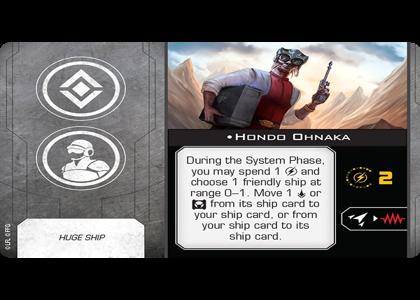 •HONDO OHNAKA
During the System Phase,
you may spend 1 and
choose 1 friendly ship at
range 0–1. Move 1 or
from its ship card to
your ship card, or from
your ship card to its
ship card.
2
HUGE SHIP
©LFL ©FFG